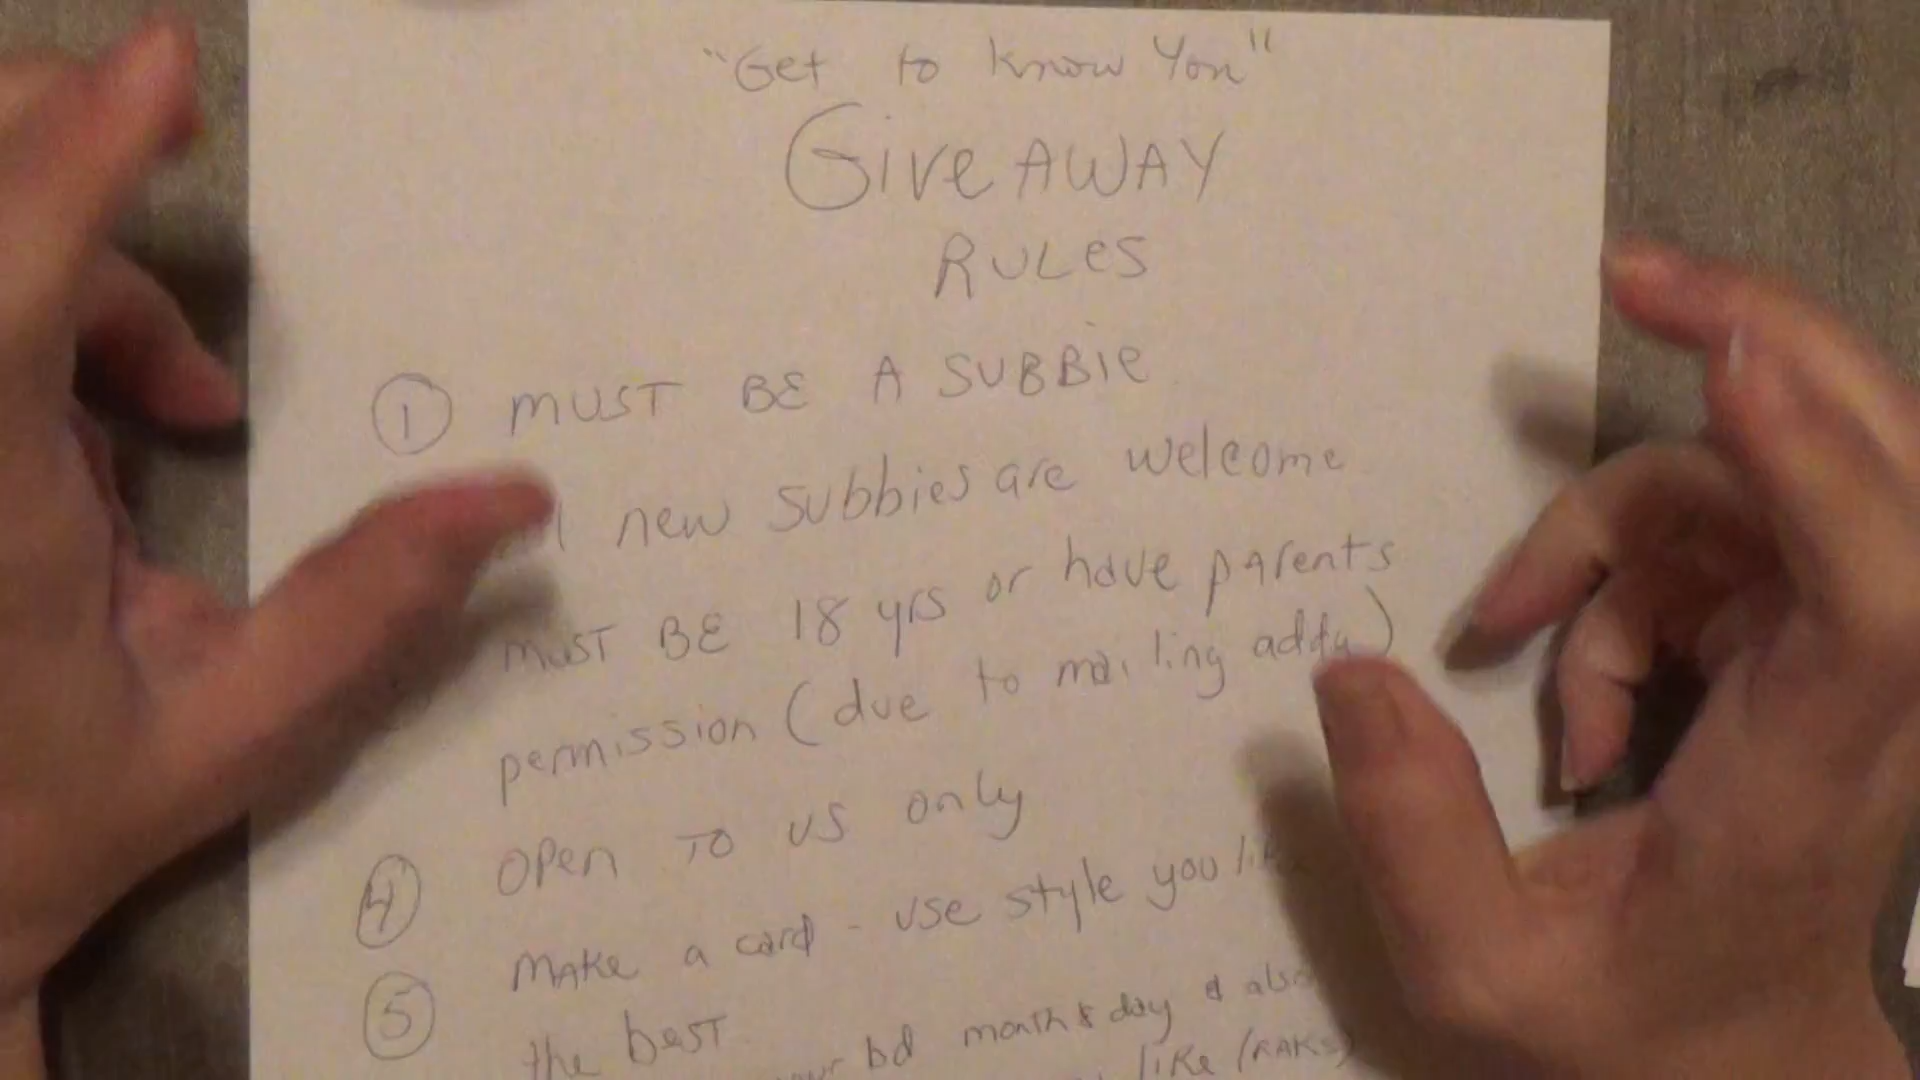 "Get to Know You"
GiveAWAY
RULES
① MUST BE A SUBBIE
new subbies are welcome
must BE 18 yrs or have parents
permission (due to mailing addy)
④ OPEN TO US only
⑤ MAKe a card - use style you
the best
bd month & day & also
like (RAKS)